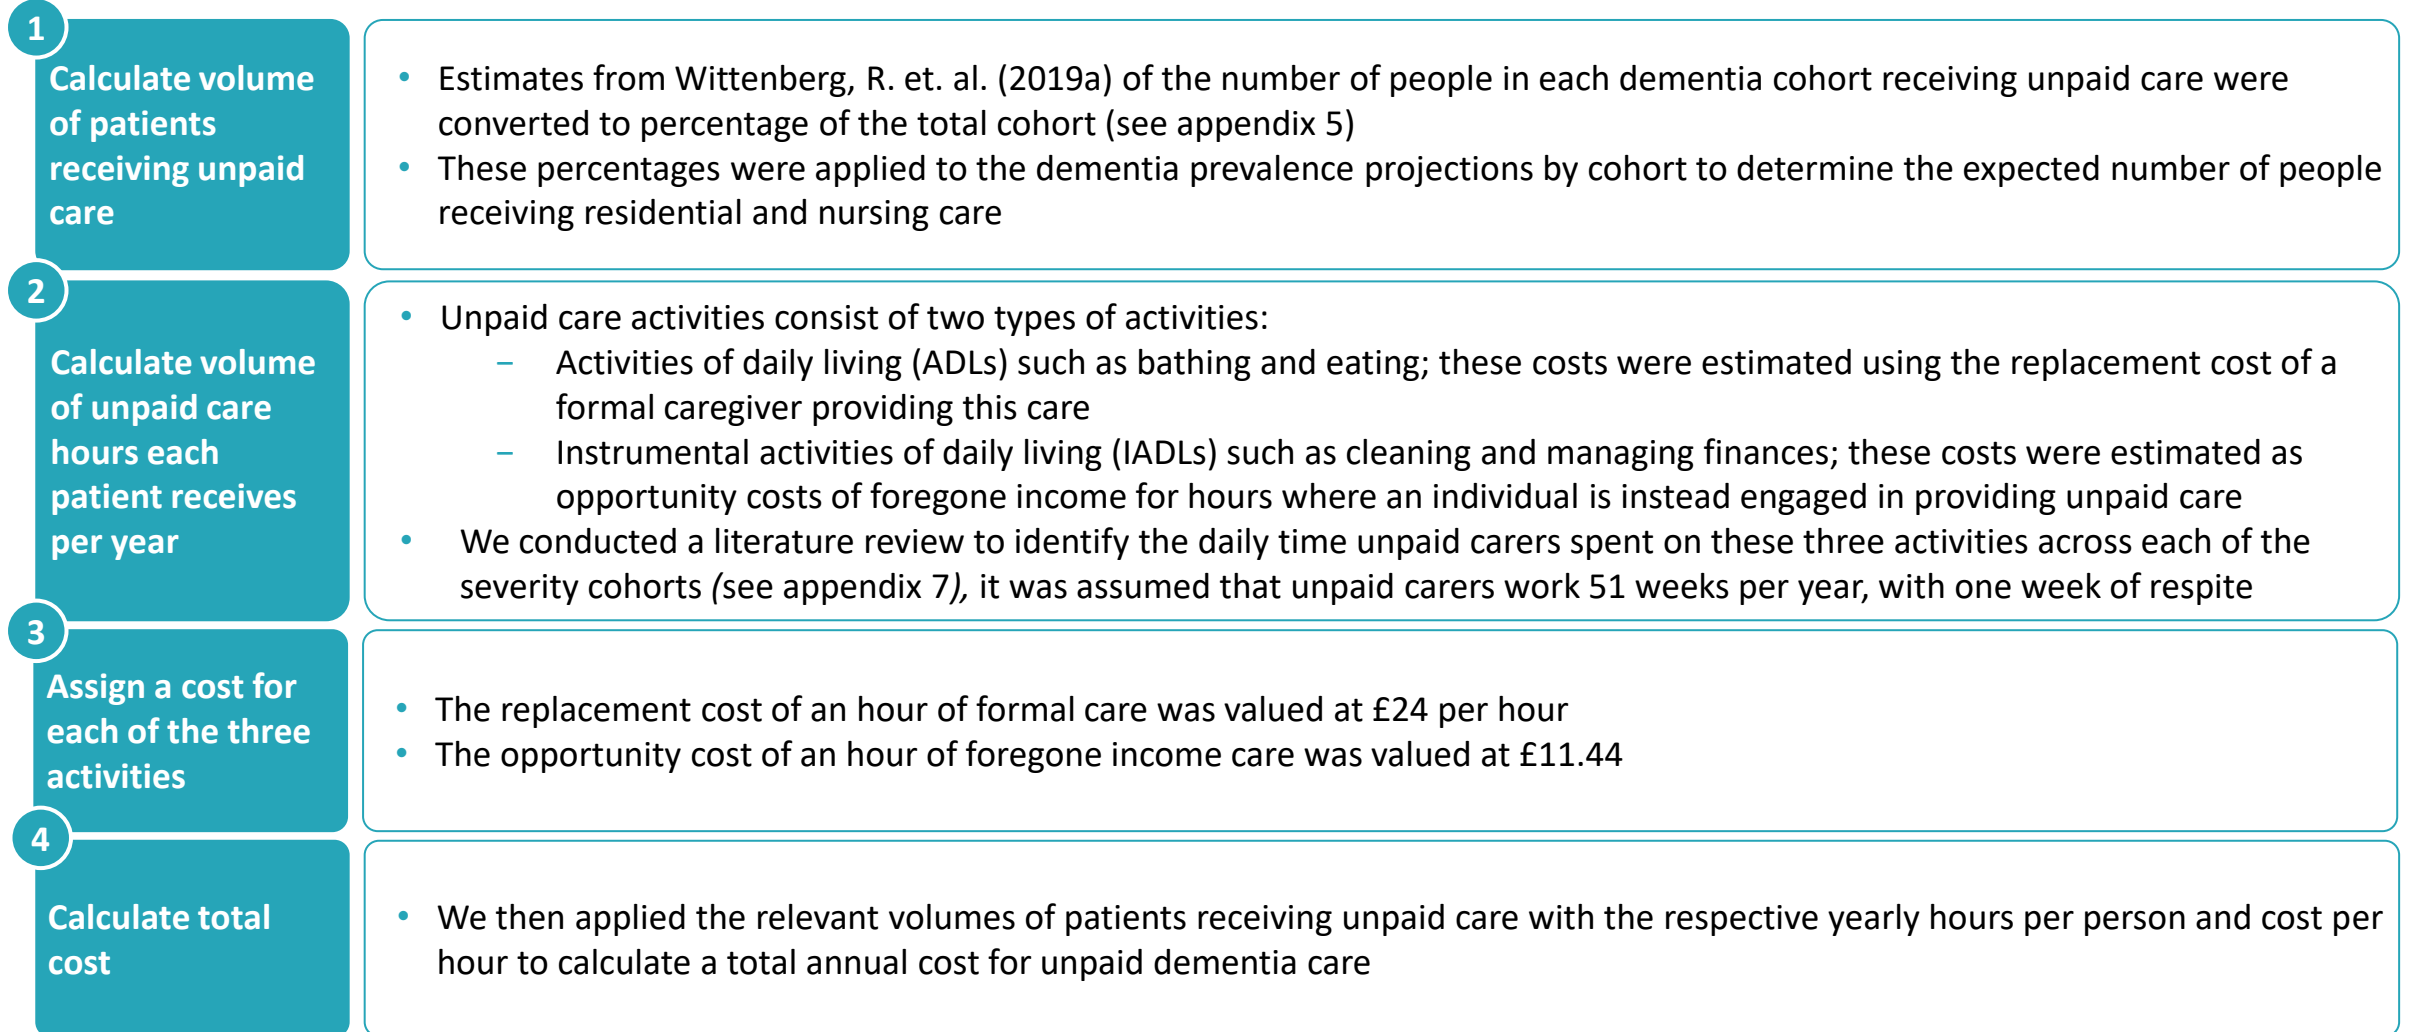 1
Calculate volume
of patients
receiving unpaid
care
• Estimates from Wittenberg, R. et. al. (2019a) of the number of people in each dementia cohort receiving unpaid care were
converted to percentage of the total cohort (see appendix 5)
• These percentages were applied to the dementia prevalence projections by cohort to determine the expected number of people
receiving residential and nursing care
2
Calculate volume
of unpaid care
hours each
patient receives
per year
• Unpaid care activities consist of two types of activities:
− Activities of daily living (ADLs) such as bathing and eating; these costs were estimated using the replacement cost of a
formal caregiver providing this care
− Instrumental activities of daily living (IADLs) such as cleaning and managing finances; these costs were estimated as
opportunity costs of foregone income for hours where an individual is instead engaged in providing unpaid care
• We conducted a literature review to identify the daily time unpaid carers spent on these three activities across each of the
severity cohorts (see appendix 7), it was assumed that unpaid carers work 51 weeks per year, with one week of respite
3
Assign a cost for
each of the three
activities
• The replacement cost of an hour of formal care was valued at £24 per hour
• The opportunity cost of an hour of foregone income care was valued at £11.44
4
Calculate total
cost
• We then applied the relevant volumes of patients receiving unpaid care with the respective yearly hours per person and cost per
hour to calculate a total annual cost for unpaid dementia care